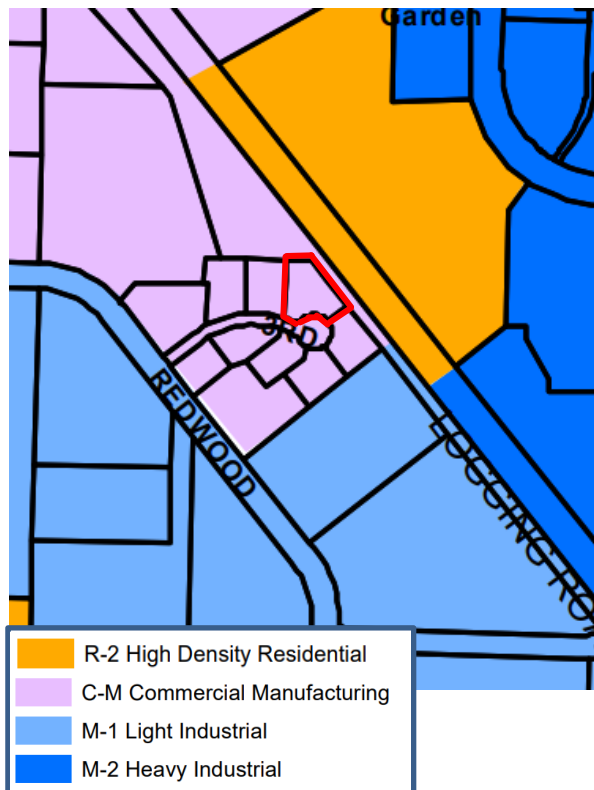 Garden
3RD
REDWOOD
LOGGING RO
R-2 High Density Residential
C-M Commercial Manufacturing
M-1 Light Industrial
M-2 Heavy Industrial